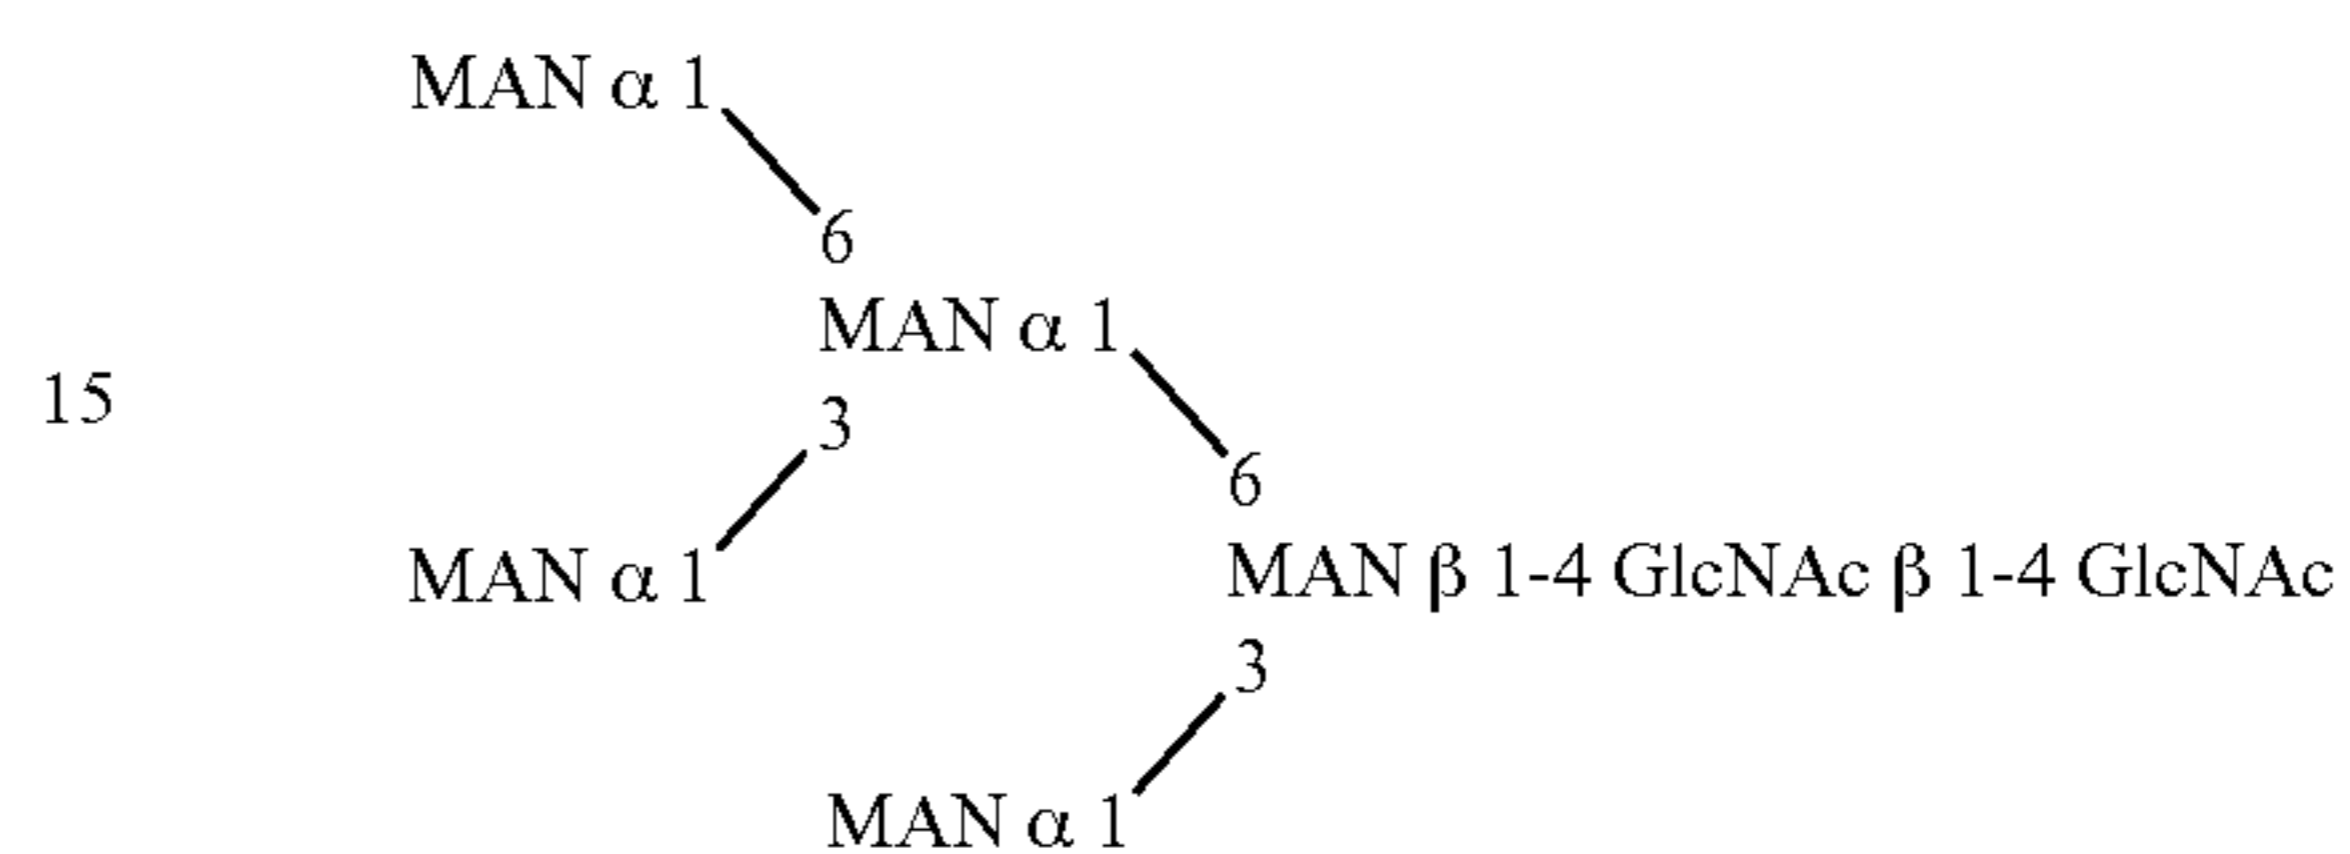 MAN α 1
6
MAN α 1
15
3
6
MAN α 1
MAN β 1-4 GlcNAc β 1-4 GlcNAc
3
MAN α 1